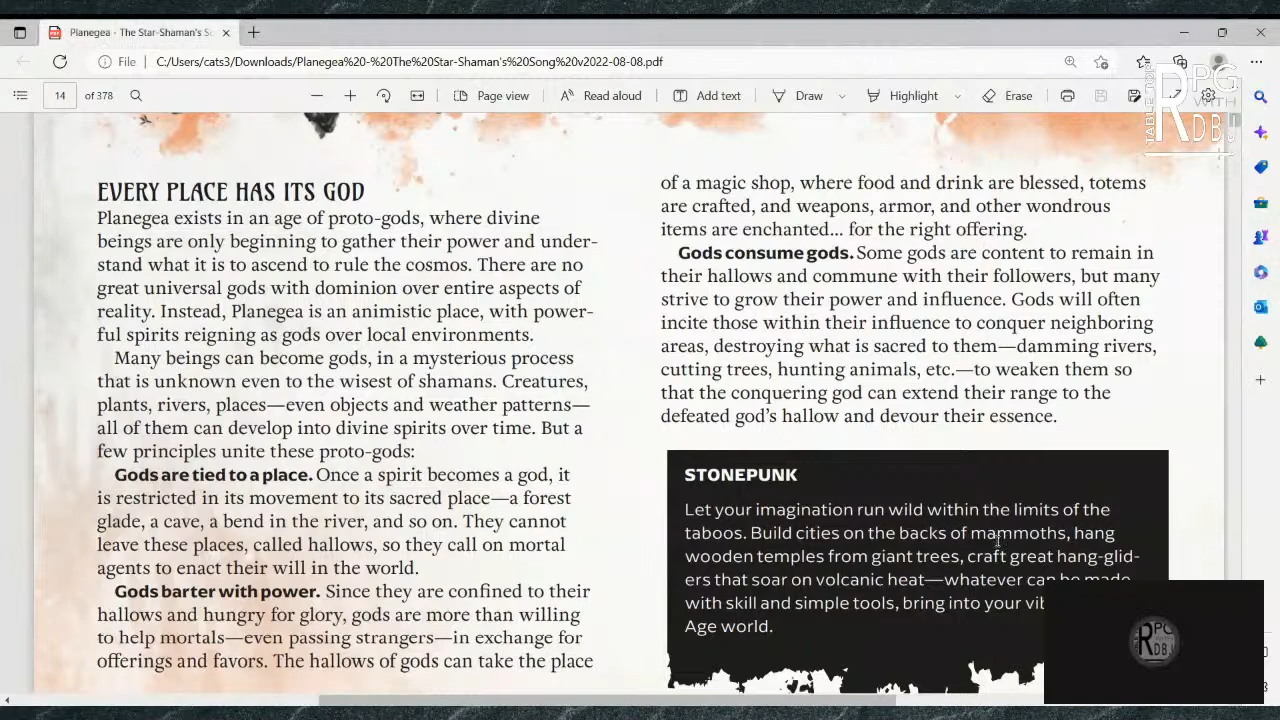 Planegea - The Star-Shaman's So
File
C:/Users/cats3/Downloads/Planegea%20-%20The%20Star-Shaman's%20Song%20v2022-08-08.pdf
14 of 378
Page view
Read aloud
Add text
Draw
Highlight
Erase
TABLE TOP
RPG
WITH
RDBU
EVERY PLACE HAS ITS GOD
Planegea exists in an age of proto-gods, where divine
beings are only beginning to gather their power and under-
stand what it is to ascend to rule the cosmos. There are no
great universal gods with dominion over entire aspects of
reality. Instead, Planegea is an animistic place, with power-
ful spirits reigning as gods over local environments.
Many beings can become gods, in a mysterious process
that is unknown even to the wisest of shamans. Creatures,
plants, rivers, places—even objects and weather patterns—
all of them can develop into divine spirits over time. But a
few principles unite these proto-gods:
Gods are tied to a place. Once a spirit becomes a god, it
is restricted in its movement to its sacred place—a forest
glade, a cave, a bend in the river, and so on. They cannot
leave these places, called hallows, so they call on mortal
agents to enact their will in the world.
Gods barter with power. Since they are confined to their
hallows and hungry for glory, gods are more than willing
to help mortals—even passing strangers—in exchange for
offerings and favors. The hallows of gods can take the place
of a magic shop, where food and drink are blessed, totems
are crafted, and weapons, armor, and other wondrous
items are enchanted... for the right offering.
Gods consume gods. Some gods are content to remain in
their hallows and commune with their followers, but many
strive to grow their power and influence. Gods will often
incite those within their influence to conquer neighboring
areas, destroying what is sacred to them—damming rivers,
cutting trees, hunting animals, etc.—to weaken them so
that the conquering god can extend their range to the
defeated god's hallow and devour their essence.
STONEPUNK
Let your imagination run wild within the limits of the
taboos. Build cities on the backs of mammoths, hang
wooden temples from giant trees, craft great hang-glid-
ers that soar on volcanic heat—whatever can be made
with skill and simple tools, bring into your vib
Age world.
RPG
WITH
RDBU